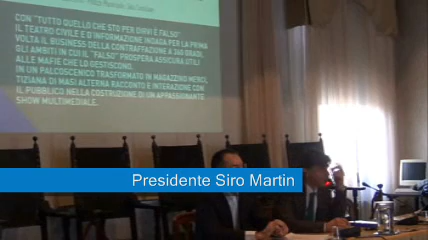 CON "TUTTO QUELLO CHE STO PER DIRVI È FALSO"
IL TEATRO CIVILE E D'INFORMAZIONE INDAGA PER LA PRIMA
VOLTA IL BUSINESS DELLA CONTRAFFAZIONE A 360 GRADI.
GLI AMBITI IN CUI IL "FALSO" PROSPERA ASSICURA UTILI
ALLE MAFIE CHE LO GESTISCONO.
IN UN PALCOSCENICO TRASFORMATO IN MAGAZZINO MERCI,
TIZIANA DI MASI ALTERNA RACCONTO E INTERAZIONE CON
IL PUBBLICO NELLA COSTRUZIONE DI UN APPASSIONANTE
SHOW MULTIMEDIALE.
Presidente Siro Martin